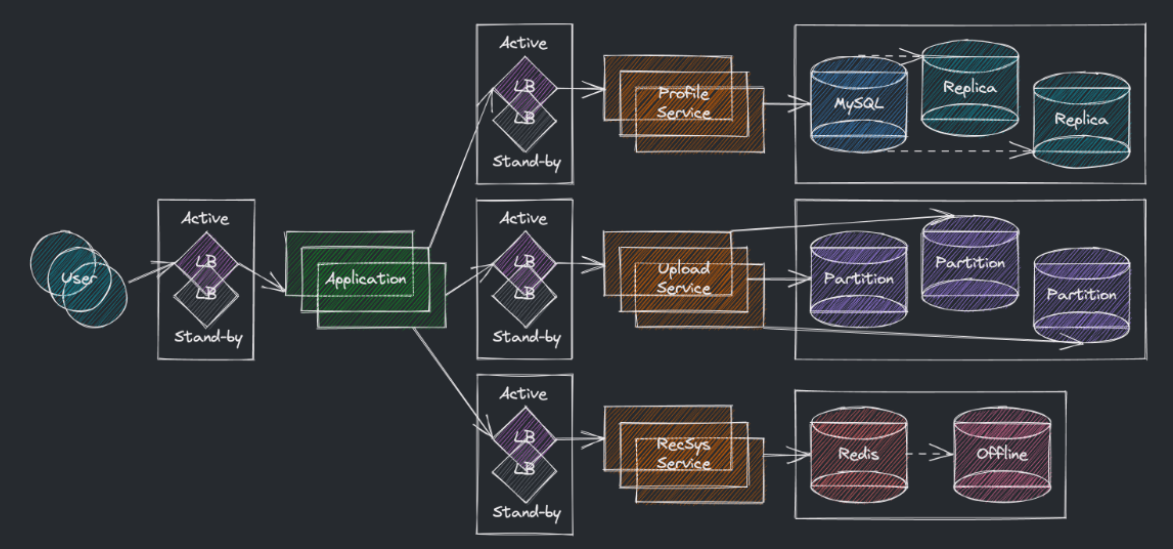 Active
LB
LB
Stand-by
Profile
Service
MySQL
Replica
Replica
User
Active
LB
LB
Stand-by
Application
Active
LB
LB
Stand-by
Upload
Service
Partition
Partition
Partition
Active
LB
LB
Stand-by
RecSys
Service
Redis
Offline